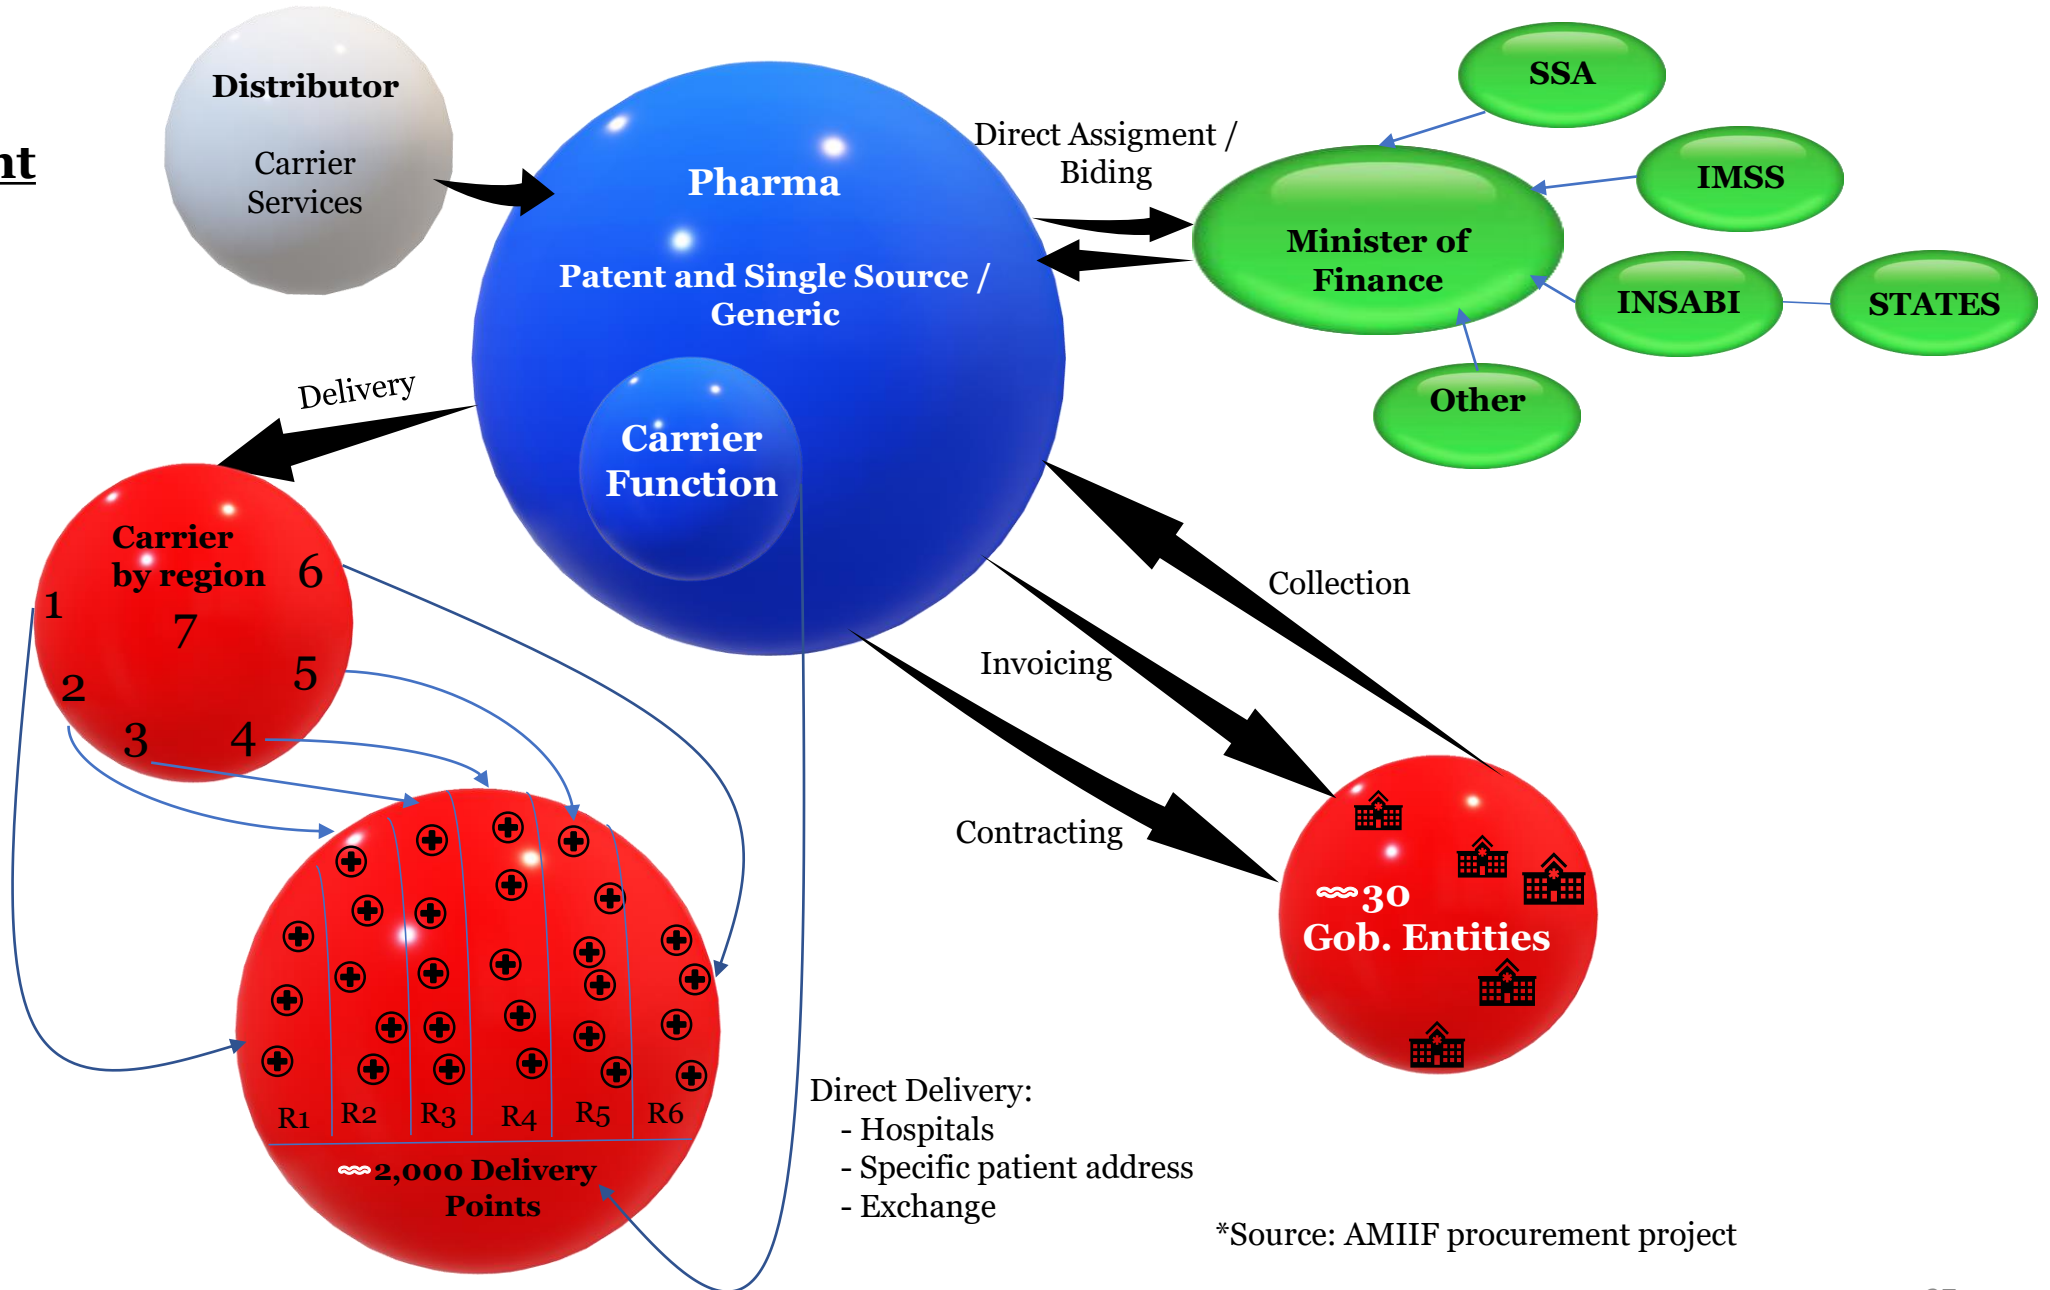 Distributor
Carrier
Services
Pharma
Patent and Single Source /
Generic
Carrier
Function
Direct Assigment /
Biding
Minister of
Finance
SSA
IMSS
INSABI
STATES
Other
Delivery
Carrier
by region
1
2
3
4
5
6
7
Collection
Invoicing
Contracting
30
Gob. Entities
R1
R2
R3
R4
R5
R6
2,000 Delivery
Points
Direct Delivery:
- Hospitals
- Specific patient address
- Exchange
*Source: AMIIF procurement project